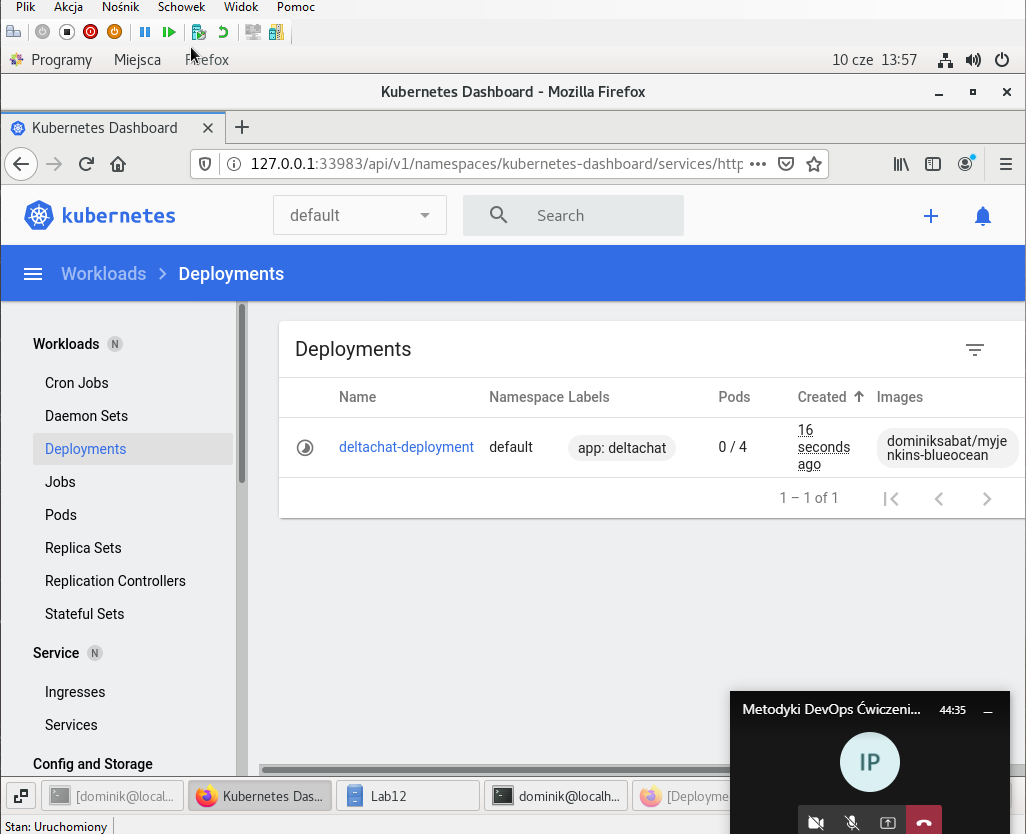 Plik Akcja Nośnik Schowek Widok Pomoc
Programy Miejsca Firefox 10 cze 13:57
Kubernetes Dashboard - Mozilla Firefox
Kubernetes Dashboard
127.0.0.1:33983/api/v1/namespaces/kubernetes-dashboard/services/http
kubernetes default Search
Workloads Deployments
Workloads N
Cron Jobs
Daemon Sets
Deployments
Jobs
Pods
Replica Sets
Replication Controllers
Stateful Sets
Service N
Ingresses
Services
Config and Storage
Deployments
Name Namespace Labels Pods Created Images
deltachat-deployment default app: deltachat 0 / 4
16
seconds
ago
dominiksabat/myje
nkins-blueocean
1 – 1 of 1
Metodyki DevOps Ćwiczeni... 44:35
IP
[dominik@local... Kubernetes Das... Lab12 dominik@localh... [Deployme
Stan: Uruchomiony